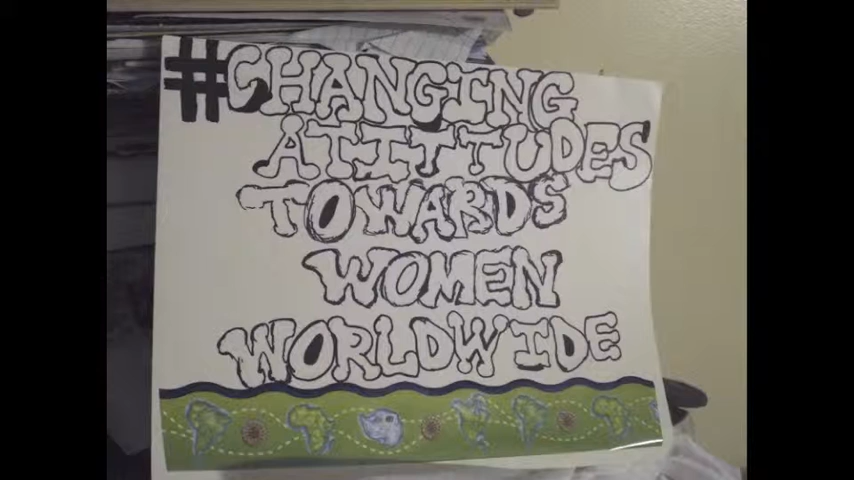 #CHANGING
ATITTUDES
TOWARDS
WOMEN
WORLDWIDE